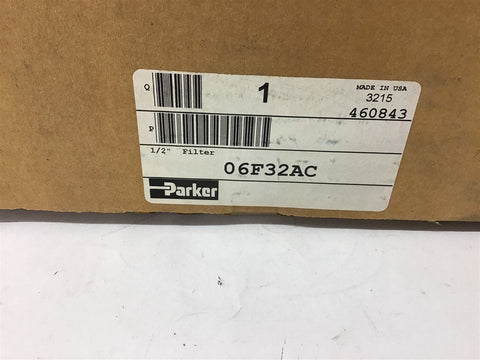 Q 1 MADE IN USA
3215
460843
P
1/2" Filter
06F32AC
Parker